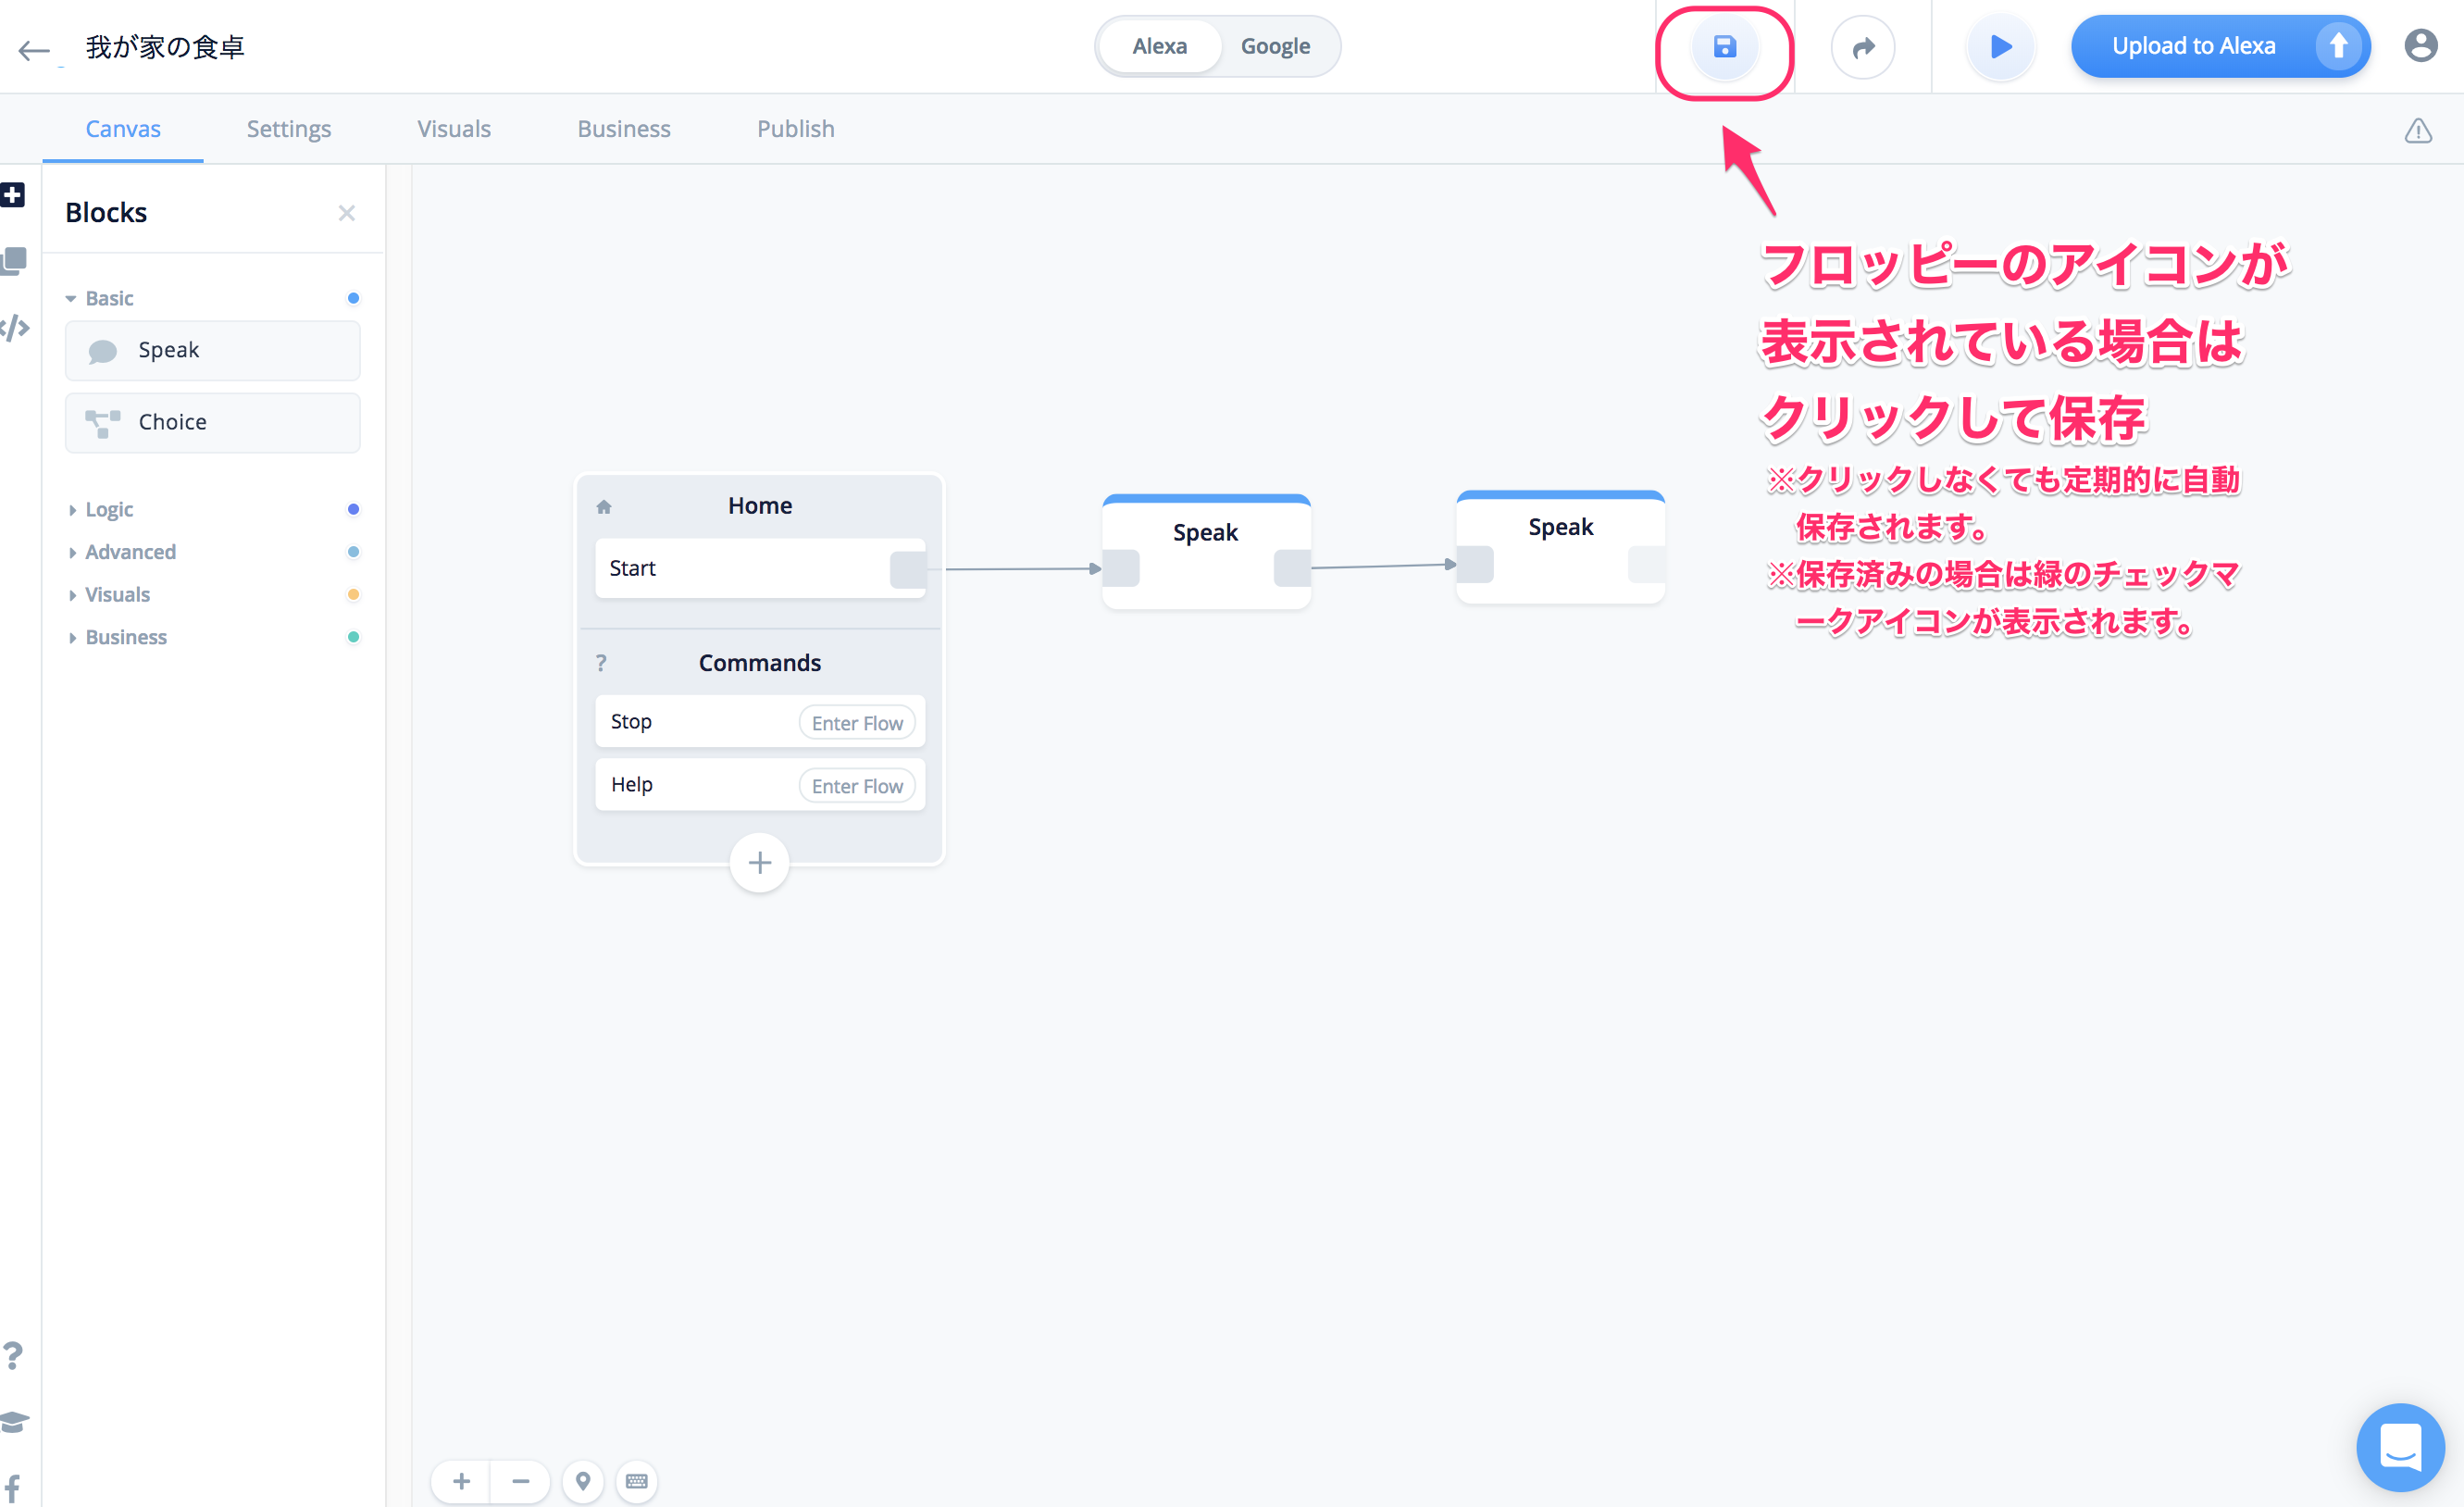 我が家の食卓
Alexa
Google
Upload to Alexa
Canvas
Settings
Visuals
Business
Publish
Blocks
Basic
Speak
Choice
Logic
Advanced
Visuals
Business
Home
Start
Commands
Stop
Enter Flow
Help
Enter Flow
Speak
Speak
フロッピーのアイコンが
表示されている場合は
クリックして保存
※クリックしなくても定期的に自動
保存されます。
※保存済みの場合は緑のチェックマ
ークアイコンが表示されます。